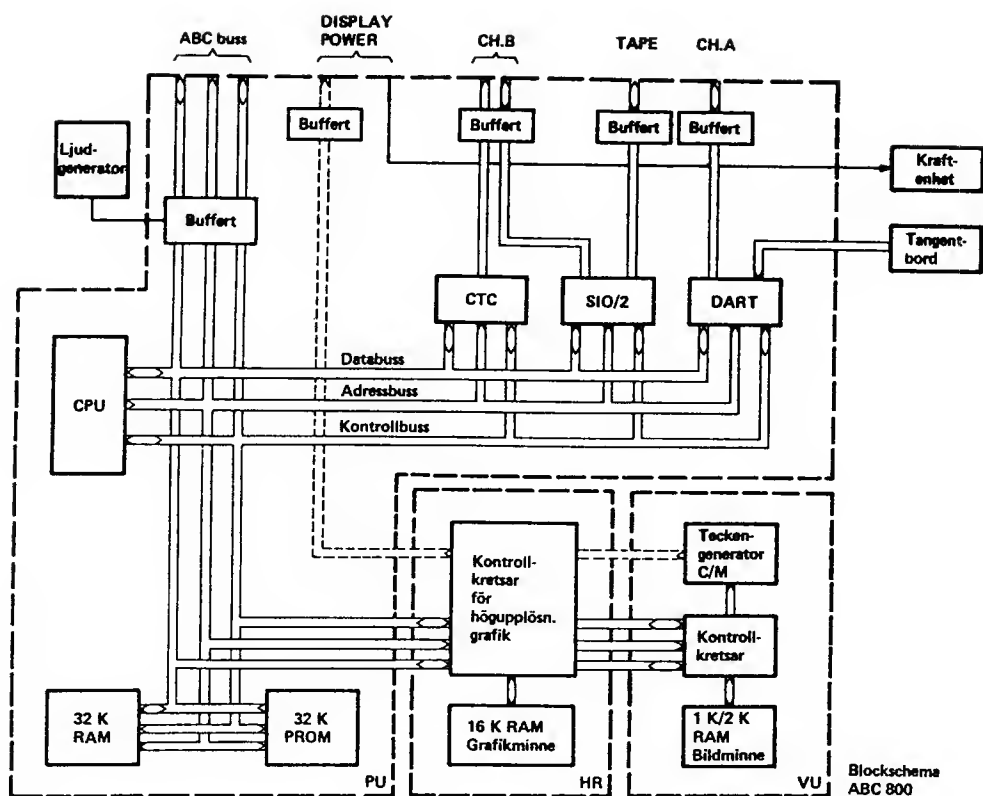 DISPLAY
POWER
ABC buss
CH.B
TAPE
CH.A
Buffert
Buffert
Buffert
Buffert
Ljud-
generator
Kraft-
enhet
Buffert
Tangent-
bord
CTC
SIO/2
DART
CPU
Databuss
Adressbuss
Kontrollbuss
Kontroll-
kretsar
för
högupplösn.
grafik
Tecken-
generator
C/M
Kontroll-
kretsar
32 K
RAM
32 K
PROM
16 K RAM
Grafikminne
1 K/2 K
RAM
Bildminne
PU
HR
VU
Blockschema
ABC 800